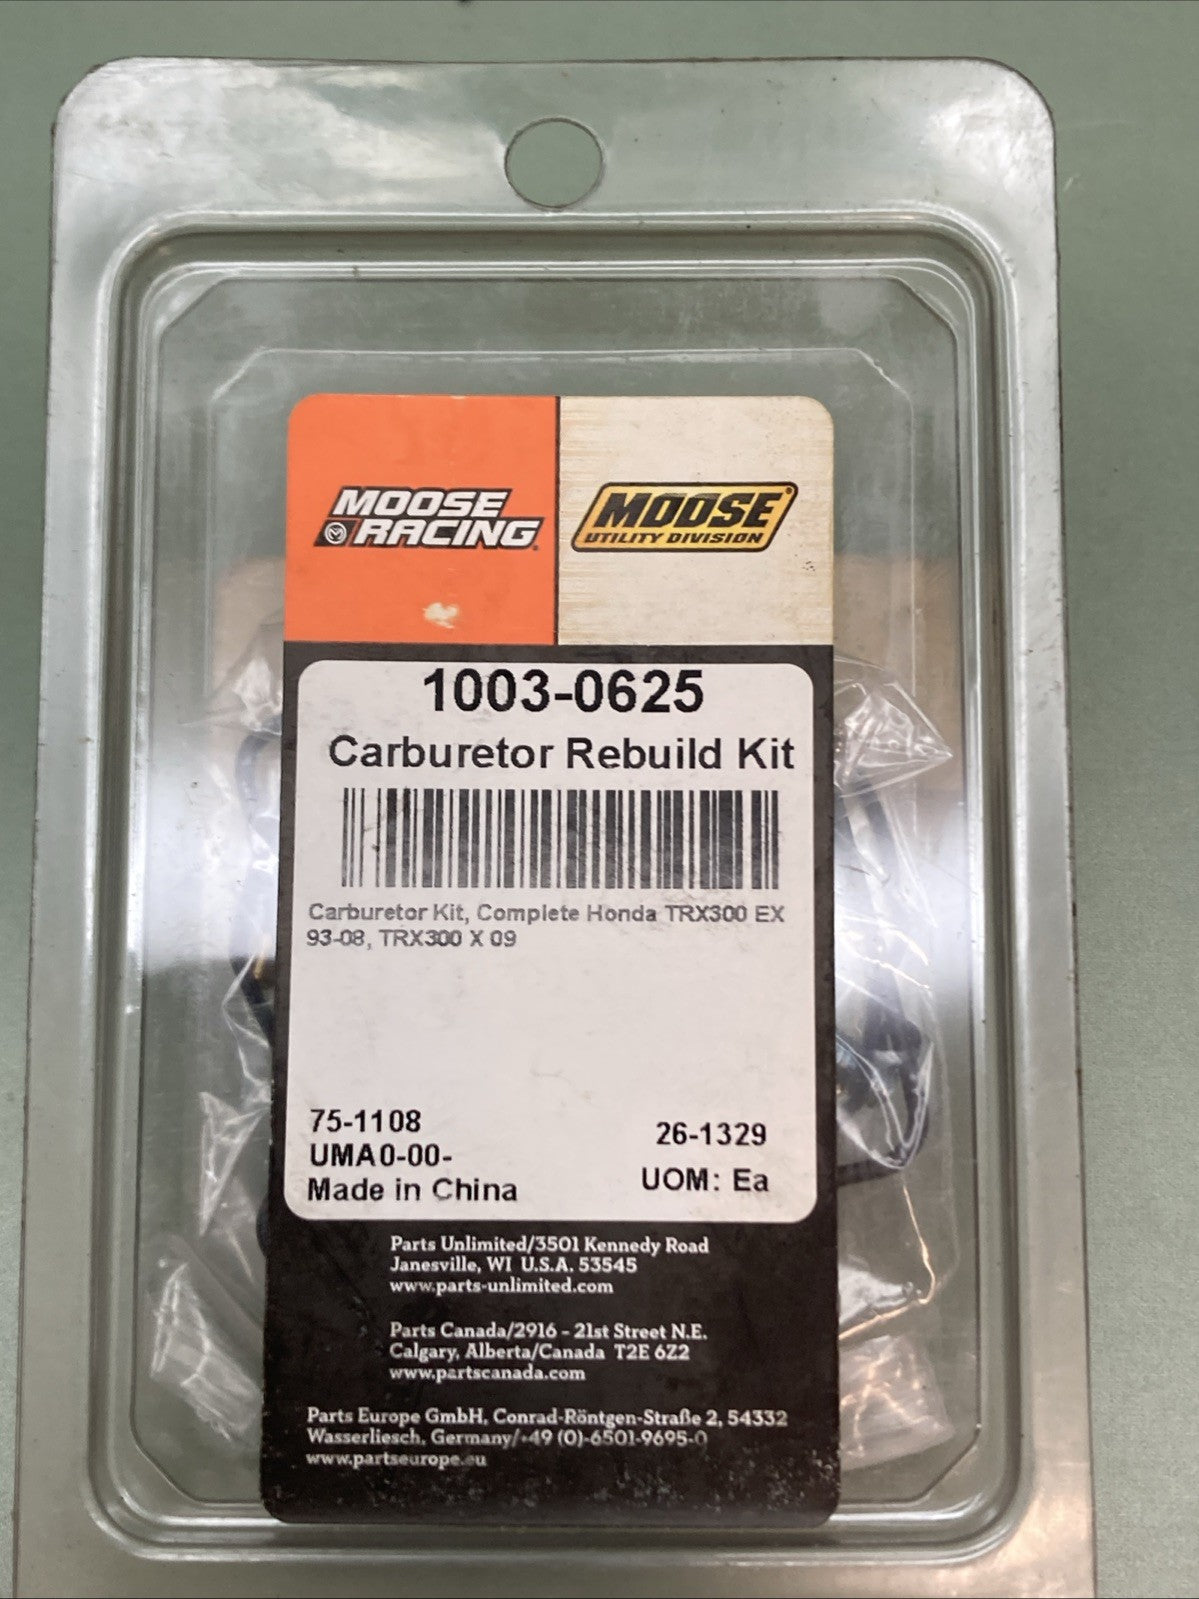 MOOSE
RACING
MOOSE®
UTILITY DIVISION
1003-0625
Carburetor Rebuild Kit
Carburetor Kit, Complete Honda TRX300 EX
93-08, TRX300 X 09
75-1108
UMA0-00-
Made in China
26-1329
UOM: Ea
Parts Unlimited/3501 Kennedy Road
Janesville, WI U.S.A. 53545
www.parts-unlimited.com
Parts Canada/2916 - 21st Street N.E.
Calgary, Alberta/Canada T2E 6Z2
www.partscanada.com
Parts Europe GmbH, Conrad-Röntgen-Straße 2, 54332
Wasserliesch, Germany/+49 (0)-6501-9695-0
www.partseurope.eu